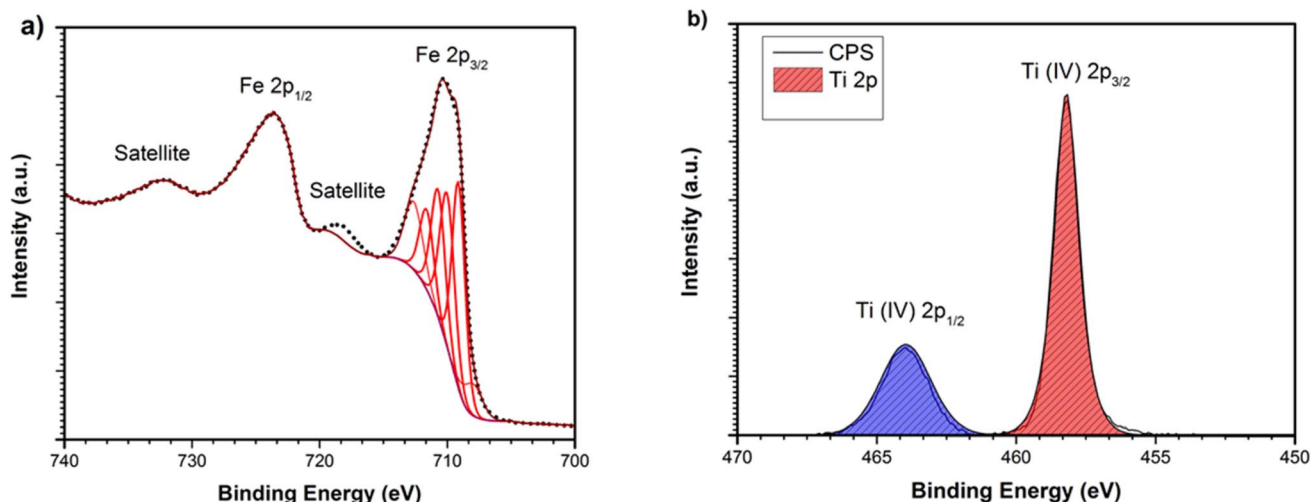 a)
Fe 2p3/2
Fe 2p1/2
Satellite
Satellite
Intensity (a.u.)
740
730
720
710
700
Binding Energy (eV)
b)
CPS
Ti 2p
Ti (IV) 2p3/2
Ti (IV) 2p1/2
Intensity (a.u.)
470
465
460
455
450
Binding Energy (eV)